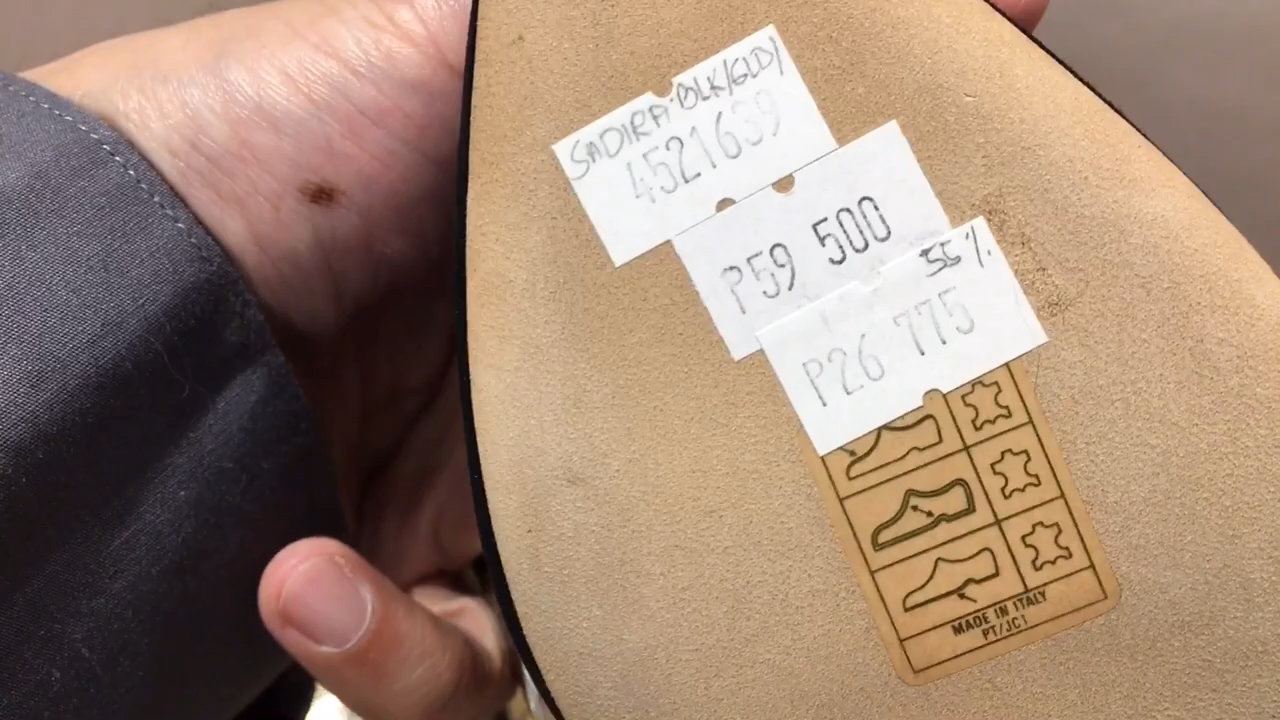 SADIRA·BLK/GLD/
4521639
P59 500
55%
P26 775
MADE IN ITALY
PT/JC1